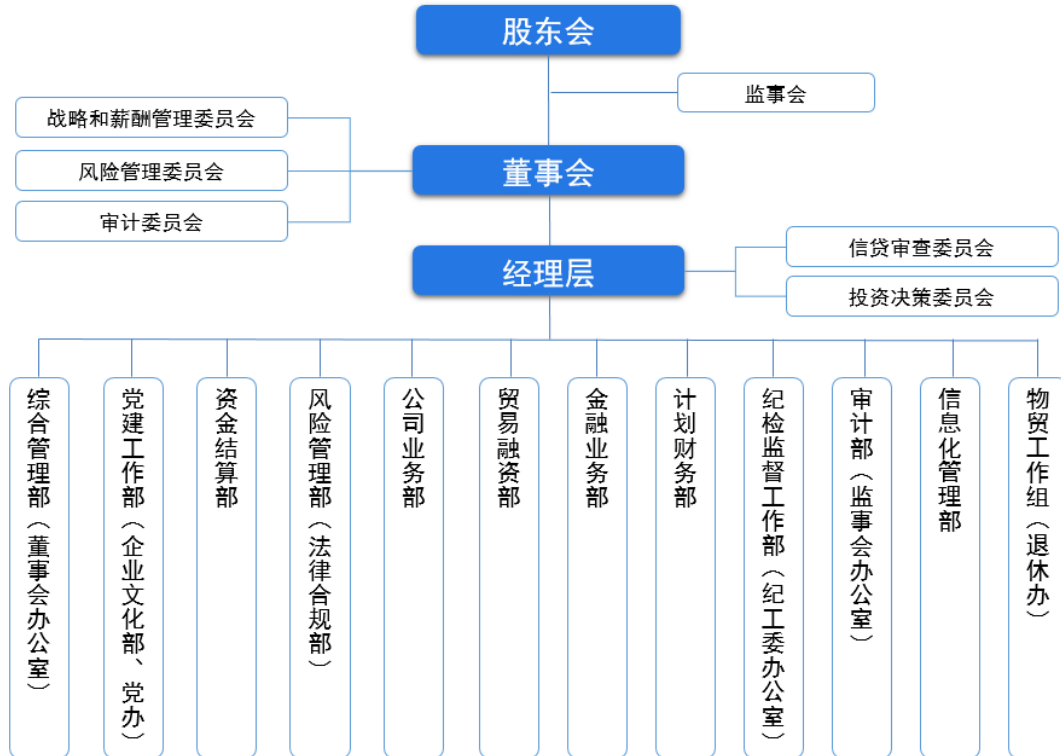 股东会
监事会
战略和薪酬管理委员会
风险管理委员会
审计委员会
董事会
经理层
信贷审查委员会
投资决策委员会
综合管理部（董事会办公室）
党建工作部（企业文化部、党办）
资金结算部
风险管理部（法律合规部）
公司业务部
贸易融资部
金融业务部
计划财务部
纪检监督工作部（纪工委办公室）
审计部（监事会办公室）
信息化管理部
物贸工作组（退休办）